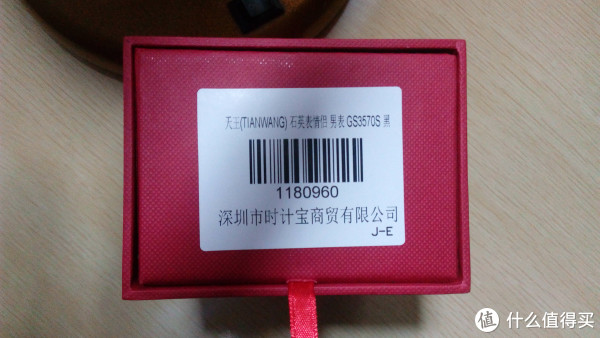 天王(TIANWANG) 石英表情侣 男表 GS3570S 黑
1180960
深圳市时计宝商贸有限公司
J-E
值 什么值得买